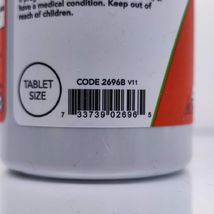 have a medical condition. Keep out of
reach of children.
TABLET
SIZE
CODE 2696B V11
7 33739 02696 5